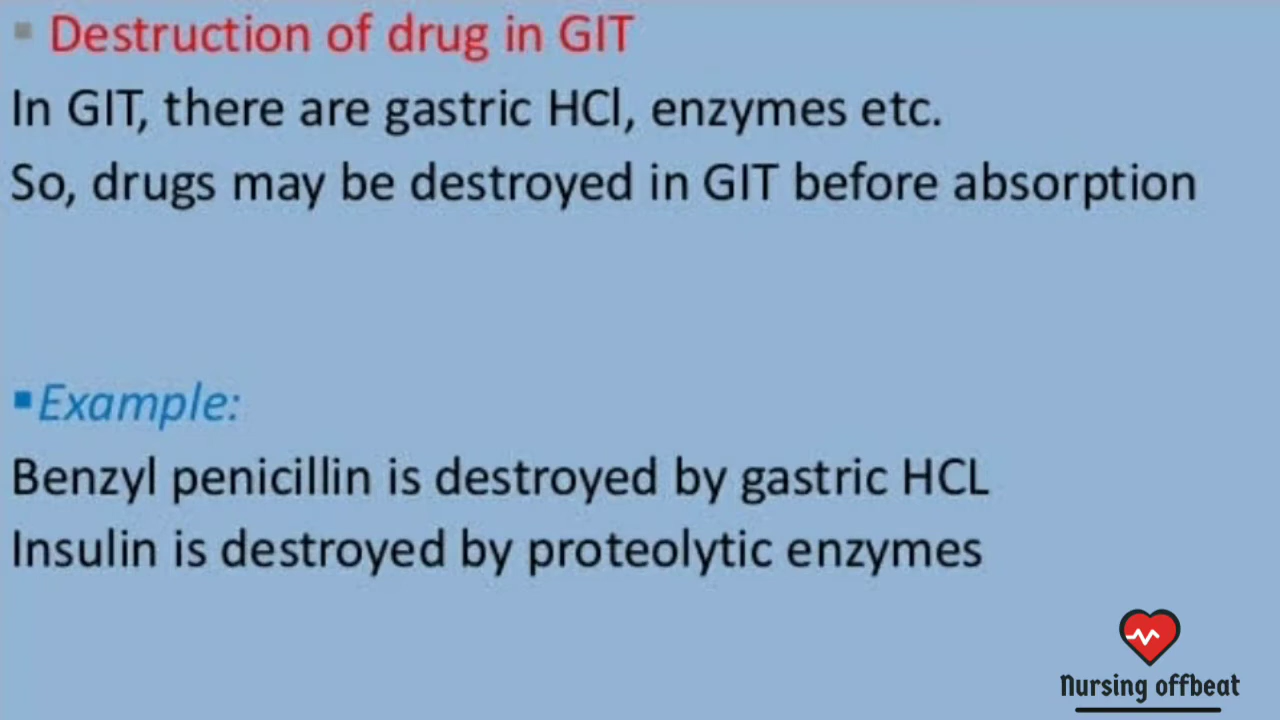 Destruction of drug in GIT
In GIT, there are gastric HCl, enzymes etc.
So, drugs may be destroyed in GIT before absorption
Example:
Benzyl penicillin is destroyed by gastric HCL
Insulin is destroyed by proteolytic enzymes
Nursing offbeat